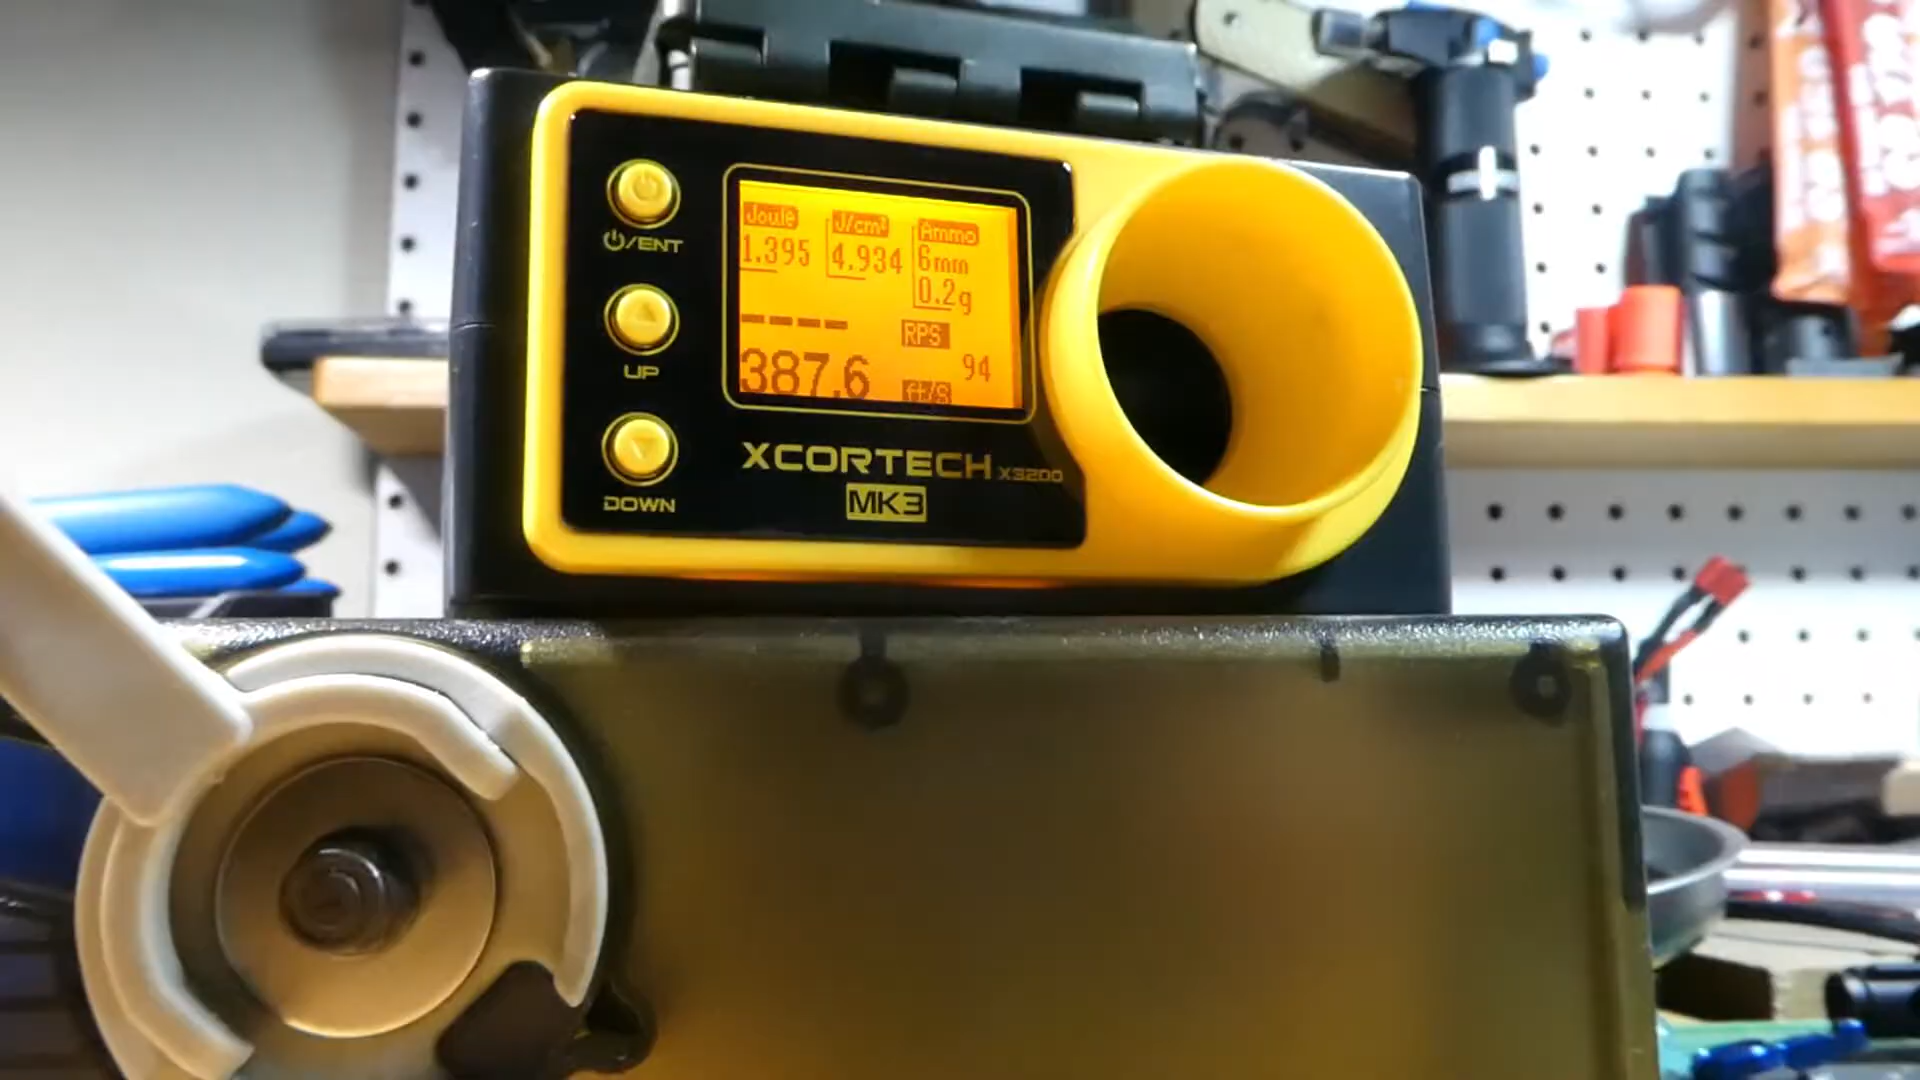 ⏻/ENT
UP
DOWN
Joule J/cm² Ammo
1.395 4.934 6mm
0.2g
---- RPS
387.6 94
ft/s
XCORTECH X3200
MK3